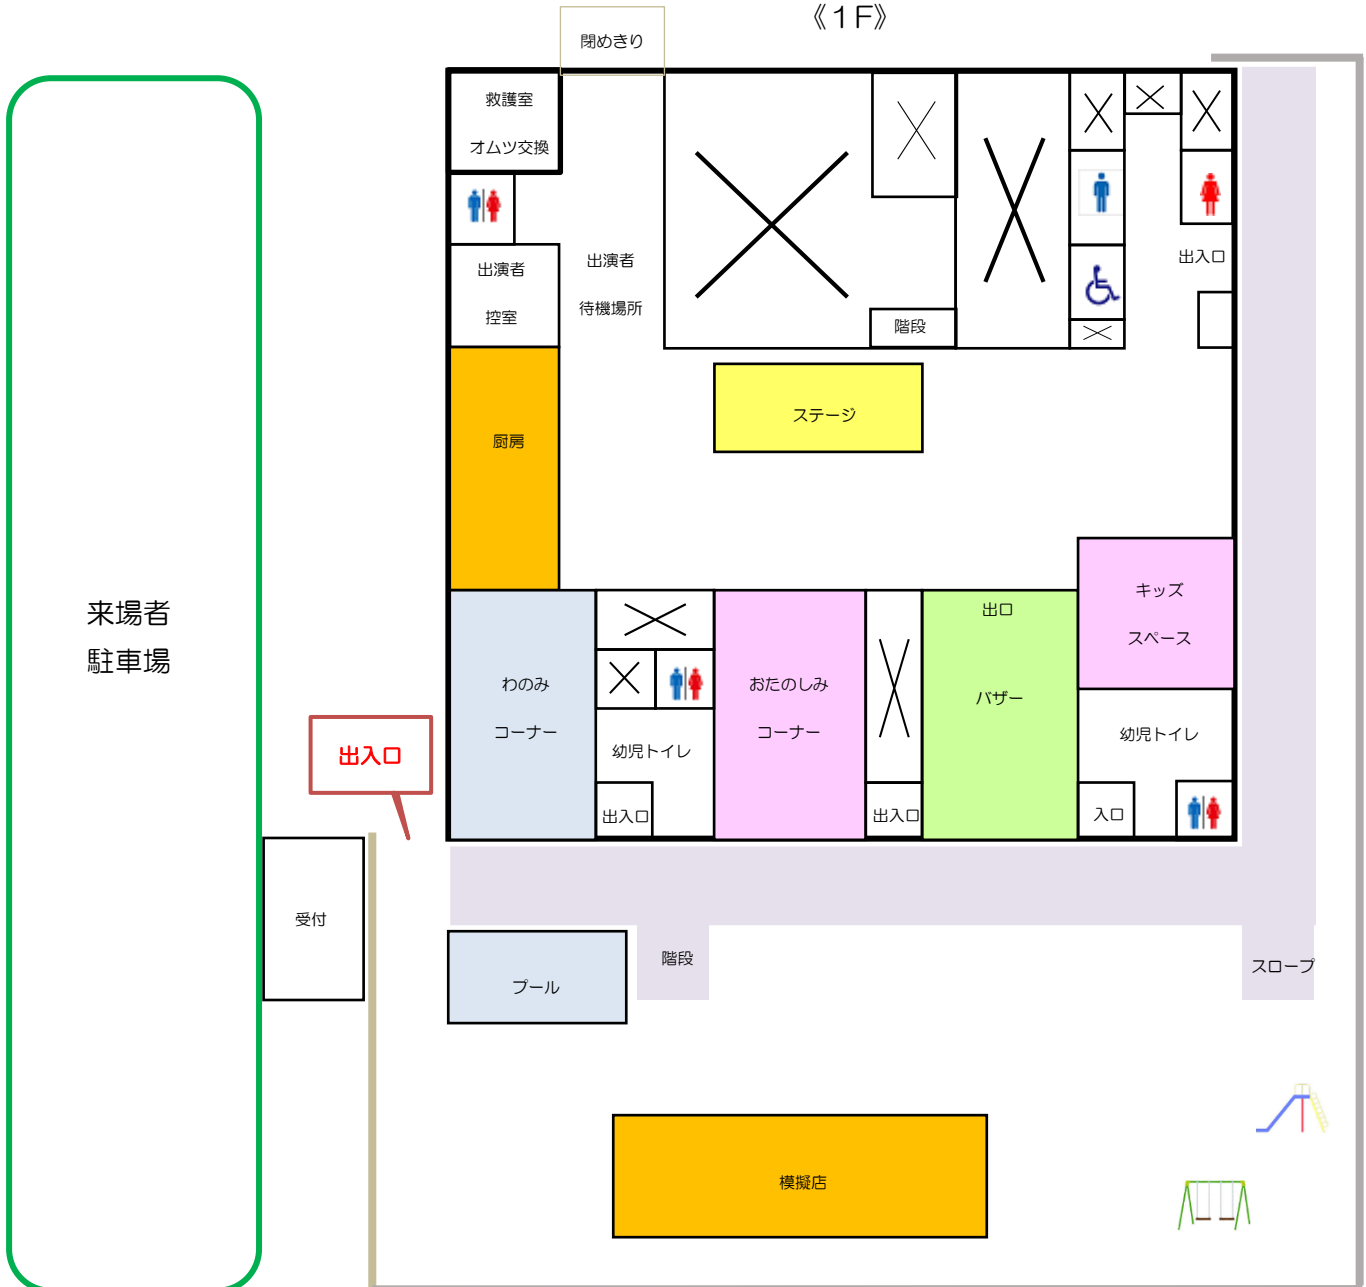 《１F》
閉めきり
救護室
オムツ交換
出演者
控室
出演者
待機場所
階段
出入口
ステージ
厨房
来場者
駐車場
キッズ
スペース
出口
バザー
わのみ
コーナー
おたのしみ
コーナー
幼児トイレ
幼児トイレ
出入口
出入口
出入口
入口
受付
プール
階段
スロープ
模擬店